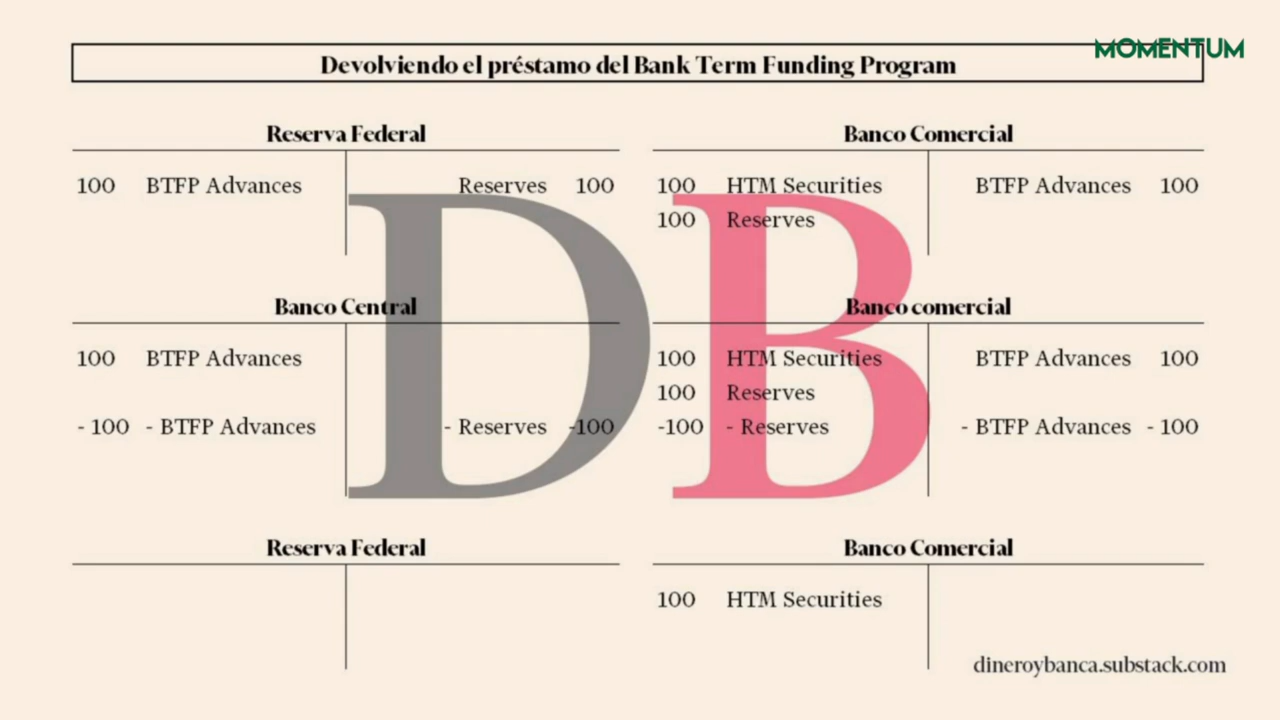 MOMENTUM
Devolviendo el préstamo del Bank Term Funding Program
Reserva Federal
100 BTFP Advances Reserves 100
Banco Comercial
100 HTM Securities BTFP Advances 100
100 Reserves
Banco Central
100 BTFP Advances
- 100 - BTFP Advances - Reserves -100
Banco comercial
100 HTM Securities BTFP Advances 100
100 Reserves
-100 - Reserves - BTFP Advances - 100
Reserva Federal
Banco Comercial
100 HTM Securities
DB
dineroybanca.substack.com